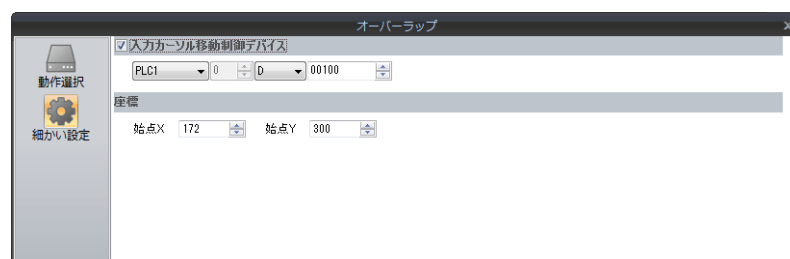 オーバーラップ
入力カーソル移動制御デバイス
PLC1 0 D 00100
動作選択
座標
細かい設定
始点X 172 始点Y 300